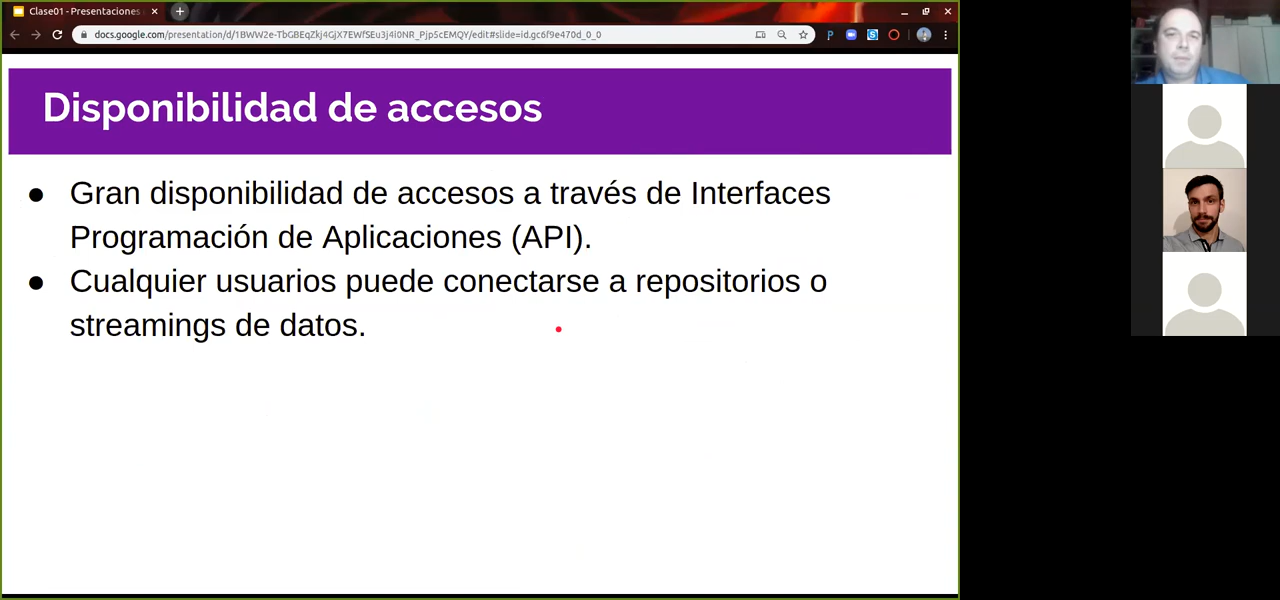 Clase01 - Presentaciones
docs.google.com/presentation/d/1BWW2e-TbGBEqZkj4GjX7EWfSEu3j4i0NR_PjpScEMQY/edit#slide=id.gc6f9e470d_0_0
Disponibilidad de accesos
● Gran disponibilidad de accesos a través de Interfaces
Programación de Aplicaciones (API).
● Cualquier usuarios puede conectarse a repositorios o
streamings de datos.